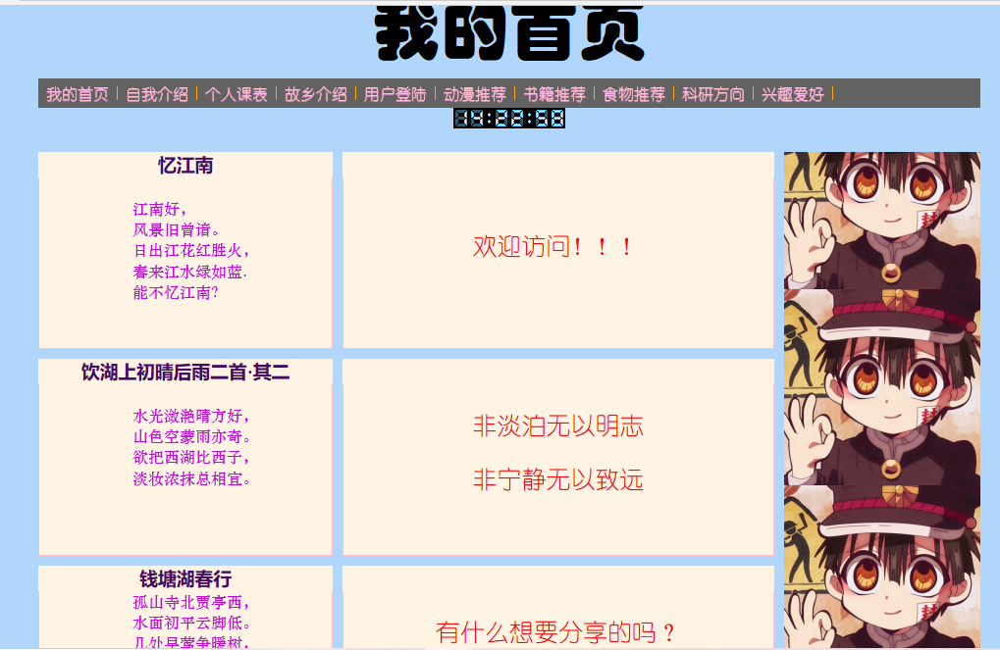 我的首页
我的首页 自我介绍 个人课表 故乡介绍 用户登陆 动漫推荐 书籍推荐 食物推荐 科研方向 兴趣爱好
忆江南
江南好，
风景旧曾谙。
日出江花红胜火，
春来江水绿如蓝.
能不忆江南?
欢迎访问！！！
饮湖上初晴后雨二首·其二
水光潋滟晴方好，
山色空蒙雨亦奇。
欲把西湖比西子，
淡妆浓抹总相宜。
非淡泊无以明志
非宁静无以致远
钱塘湖春行
孤山寺北贾亭西，
水面初平云脚低。
几处早莺争暖树，
有什么想要分享的吗？